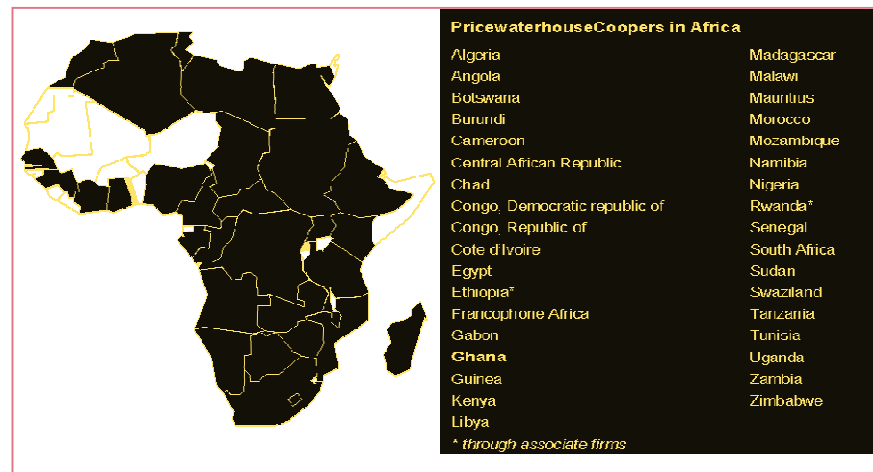 PricewaterhouseCoopers in Africa
Algeria
Angola
Botswana
Burundi
Cameroon
Central African Republic
Chad
Congo, Democratic republic of
Congo, Republic of
Cote d'Ivoire
Egypt
Ethiopia*
Francophone Africa
Gabon
Ghana
Guinea
Kenya
Libya
* through associate firms
Madagascar
Malawi
Mauritius
Morocco
Mozambique
Namibia
Nigeria
Rwanda*
Senegal
South Africa
Sudan
Swaziland
Tanzania
Tunisia
Uganda
Zambia
Zimbabwe